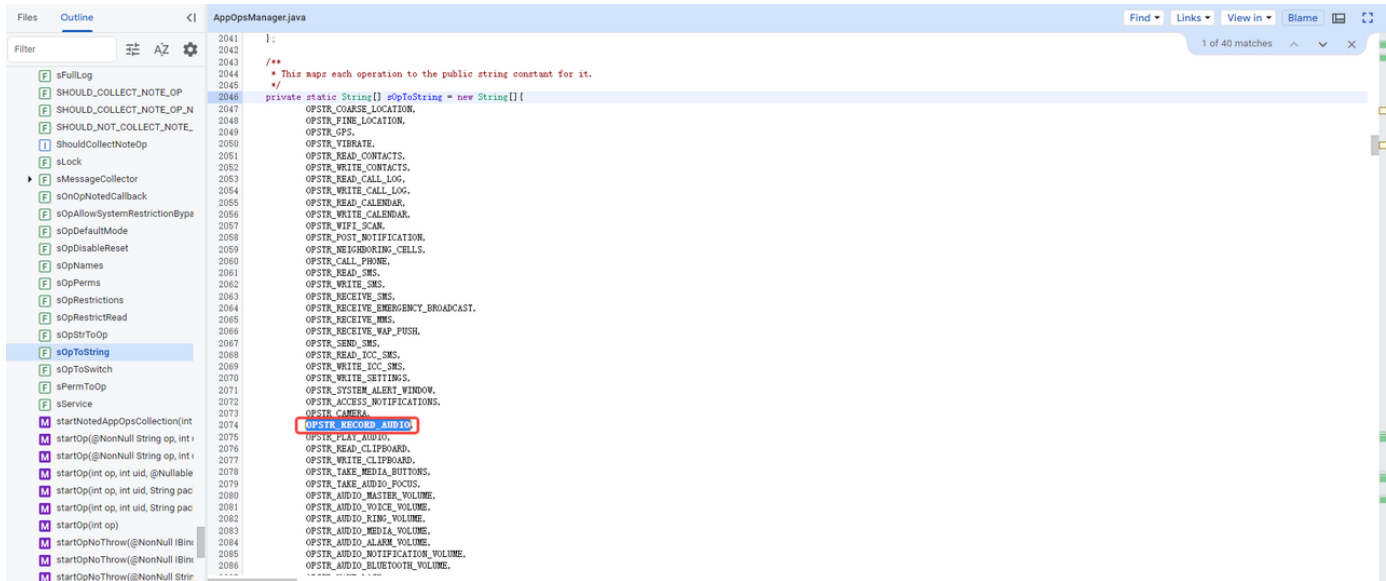 Files Outline
Filter
sFullLog
SHOULD_COLLECT_NOTE_OP
SHOULD_COLLECT_NOTE_OP_N
SHOULD_NOT_COLLECT_NOTE_
ShouldCollectNoteOp
sLock
sMessageCollector
sOnOpNotedCallback
sOpAllowSystemRestrictionBypa
sOpDefaultMode
sOpDisableReset
sOpNames
sOpPerms
sOpRestrictions
sOpRestrictRead
sOpStrToOp
sOpToString
sOpToSwitch
sPermToOp
sService
startNotedAppOpsCollection(int
startOp(@NonNull String op, int u
startOp(@NonNull String op, int u
startOp(int op, int uid, @Nullable
startOp(int op, int uid, String pac
startOp(int op, int uid, String pac
startOp(int op)
startOpNoThrow(@NonNull IBind
startOpNoThrow(@NonNull IBind
startOpNoThrow(@NonNull Strin
AppOpsManager.java
Find Links View in Blame
1 of 40 matches
2041 };
2042
2043 /**
2044 * This maps each operation to the public string constant for it.
2045 */
2046 private static String[] sOpToString = new String[]{
2047 OPSTR_COARSE_LOCATION,
2048 OPSTR_FINE_LOCATION,
2049 OPSTR_GPS,
2050 OPSTR_VIBRATE,
2051 OPSTR_READ_CONTACTS,
2052 OPSTR_WRITE_CONTACTS,
2053 OPSTR_READ_CALL_LOG,
2054 OPSTR_WRITE_CALL_LOG,
2055 OPSTR_READ_CALENDAR,
2056 OPSTR_WRITE_CALENDAR,
2057 OPSTR_WIFI_SCAN,
2058 OPSTR_POST_NOTIFICATION,
2059 OPSTR_NEIGHBORING_CELLS,
2060 OPSTR_CALL_PHONE,
2061 OPSTR_READ_SMS,
2062 OPSTR_WRITE_SMS,
2063 OPSTR_RECEIVE_SMS,
2064 OPSTR_RECEIVE_EMERGENCY_BROADCAST,
2065 OPSTR_RECEIVE_MMS,
2066 OPSTR_RECEIVE_WAP_PUSH,
2067 OPSTR_SEND_SMS,
2068 OPSTR_READ_ICC_SMS,
2069 OPSTR_WRITE_ICC_SMS,
2070 OPSTR_WRITE_SETTINGS,
2071 OPSTR_SYSTEM_ALERT_WINDOW,
2072 OPSTR_ACCESS_NOTIFICATIONS,
2073 OPSTR_CAMERA,
2074 OPSTR_RECORD_AUDIO,
2075 OPSTR_PLAY_AUDIO,
2076 OPSTR_READ_CLIPBOARD,
2077 OPSTR_WRITE_CLIPBOARD,
2078 OPSTR_TAKE_MEDIA_BUTTONS,
2079 OPSTR_TAKE_AUDIO_FOCUS,
2080 OPSTR_AUDIO_MASTER_VOLUME,
2081 OPSTR_AUDIO_VOICE_VOLUME,
2082 OPSTR_AUDIO_RING_VOLUME,
2083 OPSTR_AUDIO_MEDIA_VOLUME,
2084 OPSTR_AUDIO_ALARM_VOLUME,
2085 OPSTR_AUDIO_NOTIFICATION_VOLUME,
2086 OPSTR_AUDIO_BLUETOOTH_VOLUME,